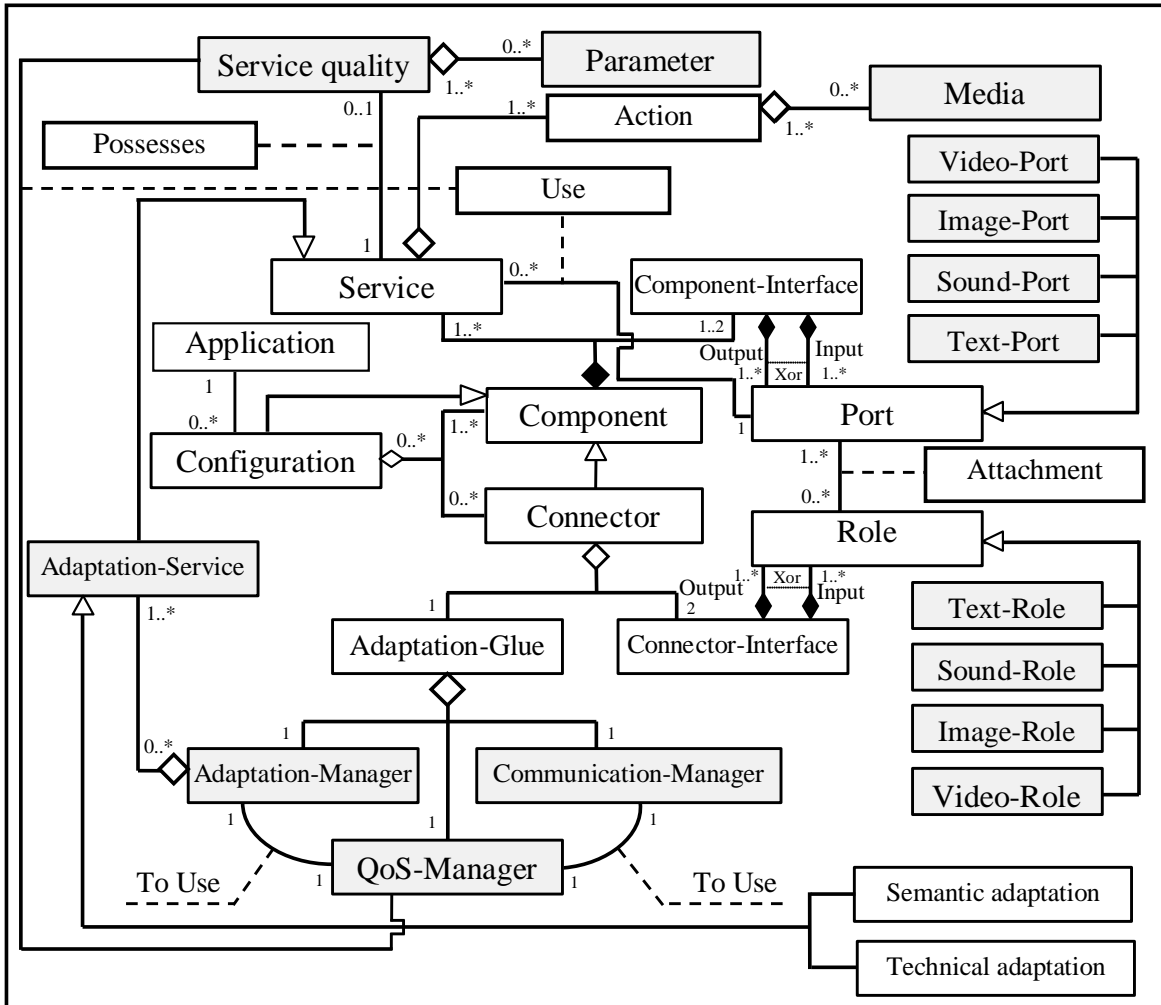 Service quality
0..*
1..*
Parameter
0..1
1..*
Action
0..*
1..*
Media
Possesses
Use
Video-Port
Image-Port
Sound-Port
Text-Port
1
Service
0..*
1..*
Component-Interface
1..2
Output
Input
1..*
Xor
1..*
Application
1
0..*
Configuration
0..*
1..*
0..*
Component
1
Port
1..*
0..*
Attachment
Connector
Role
1..*
Xor
1..*
Output
Input
Adaptation-Service
1..*
1
2
Adaptation-Glue
Connector-Interface
Text-Role
Sound-Role
Image-Role
Video-Role
0..*
1
1
Adaptation-Manager
Communication-Manager
1
1
1
1
QoS-Manager
1
To Use
To Use
Semantic adaptation
Technical adaptation